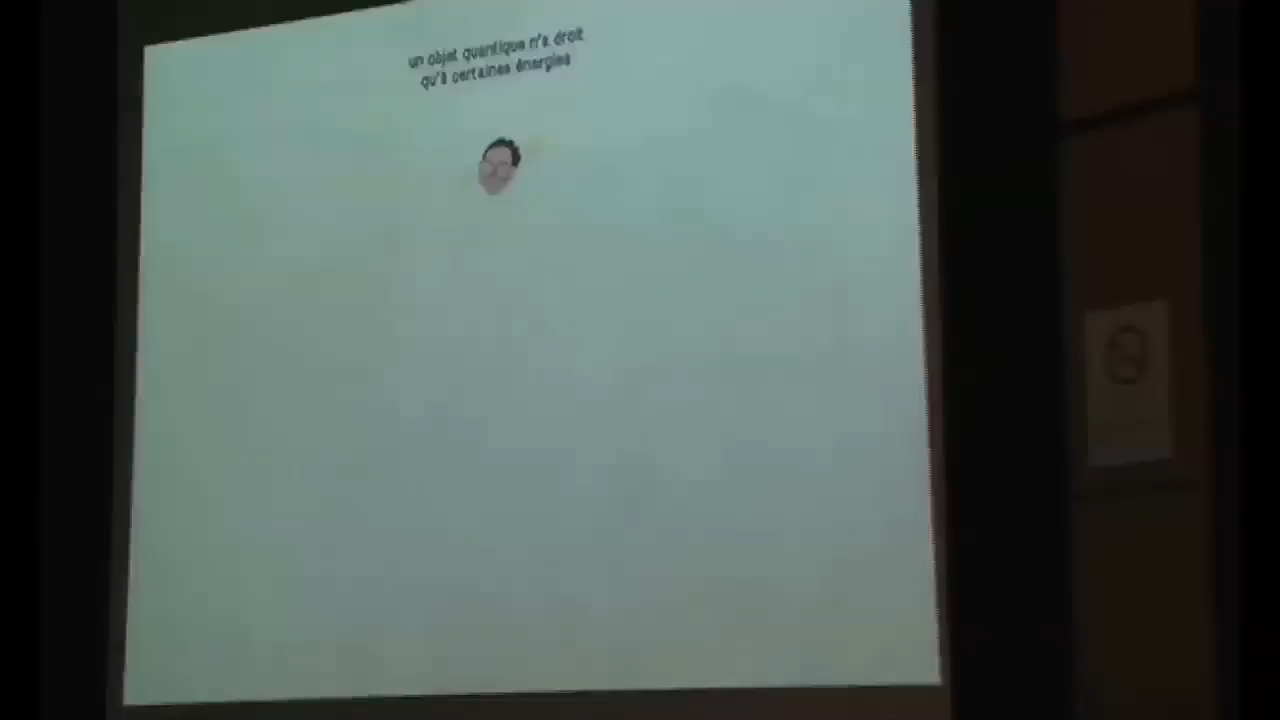 un objet quantique n'a droit
qu'à certaines énergies